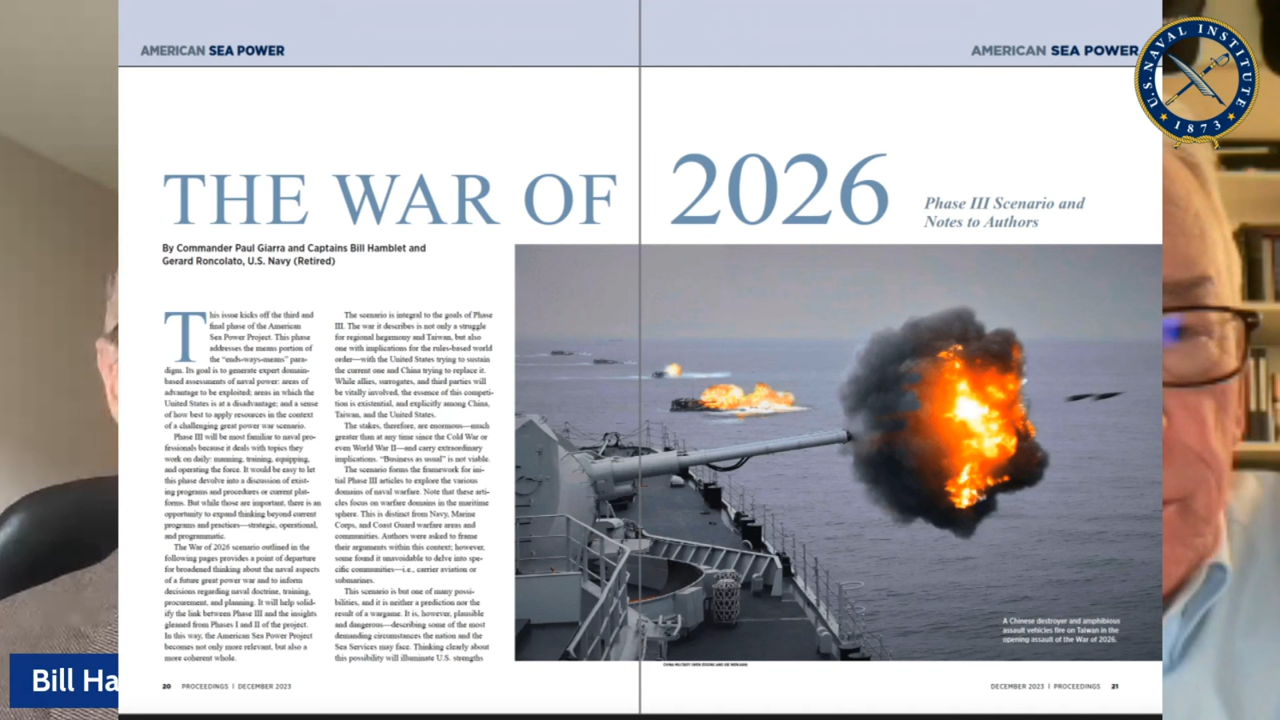 AMERICAN SEA POWER
AMERICAN SEA POWER
U.S. NAVAL INSTITUTE
1873
THE WAR OF 2026
Phase III Scenario and
Notes to Authors
By Commander Paul Giarra and Captains Bill Hamblet and
Gerard Roncolato, U.S. Navy (Retired)
This issue kicks off the third and
final phase of the American
Sea Power Project. This phase
addresses the means portion of
the “ends-ways-means” para-
digm. Its goal is to generate expert domain-
based assessments of naval power: areas of
advantage to be exploited; areas in which the
United States is at a disadvantage; and a sense
of how best to apply resources in the context
of a challenging great power war scenario.
Phase III will be most familiar to naval pro-
fessionals because it deals with topics they
work on daily: manning, training, equipping,
and operating the force. It would be easy to let
this phase devolve into a discussion of exist-
ing programs and procedures or current plat-
forms. But while those are important, there is an
opportunity to expand thinking beyond current
programs and practices—strategic, operational,
and programmatic.
The War of 2026 scenario outlined in the
following pages provides a point of departure
for broadened thinking about the naval aspects
of a future great power war and to inform
decisions regarding naval doctrine, training,
procurement, and planning. It will help solid-
ify the link between Phase III and the insights
gleaned from Phases I and II of the project.
In this way, the American Sea Power Project
becomes not only more relevant, but also a
more coherent whole.
The scenario is integral to the goals of Phase
III. The war it describes is not only a struggle
for regional hegemony and Taiwan, but also
one with implications for the rules-based world
order—with the United States trying to sustain
the current one and China trying to replace it.
While allies, surrogates, and third parties will
be vitally involved, the essence of this competi-
tion is existential, and explicitly among China,
Taiwan, and the United States.
The stakes, therefore, are enormous—much
greater than at any time since the Cold War or
even World War II—and carry extraordinary
implications. “Business as usual” is not viable.
The scenario forms the framework for ini-
tial Phase III articles to explore the various
domains of naval warfare. Note that these arti-
cles focus on warfare domains in the maritime
sphere. This is distinct from Navy, Marine
Corps, and Coast Guard warfare areas and
communities. Authors were asked to frame
their arguments within this context; however,
some found it unavoidable to delve into spe-
cific communities—i.e., carrier aviation or
submarines.
This scenario is but one of many possi-
bilities, and it is neither a prediction nor the
result of a wargame. It is, however, plausible
and dangerous—describing some of the most
demanding circumstances the nation and the
Sea Services may face. Thinking clearly about
this possibility will illuminate U.S. strengths
A Chinese destroyer and amphibious
assault vehicles fire on Taiwan in the
opening assault of the War of 2026.
20 PROCEEDINGS | DECEMBER 2023
DECEMBER 2023 | PROCEEDINGS 21
Bill Ha